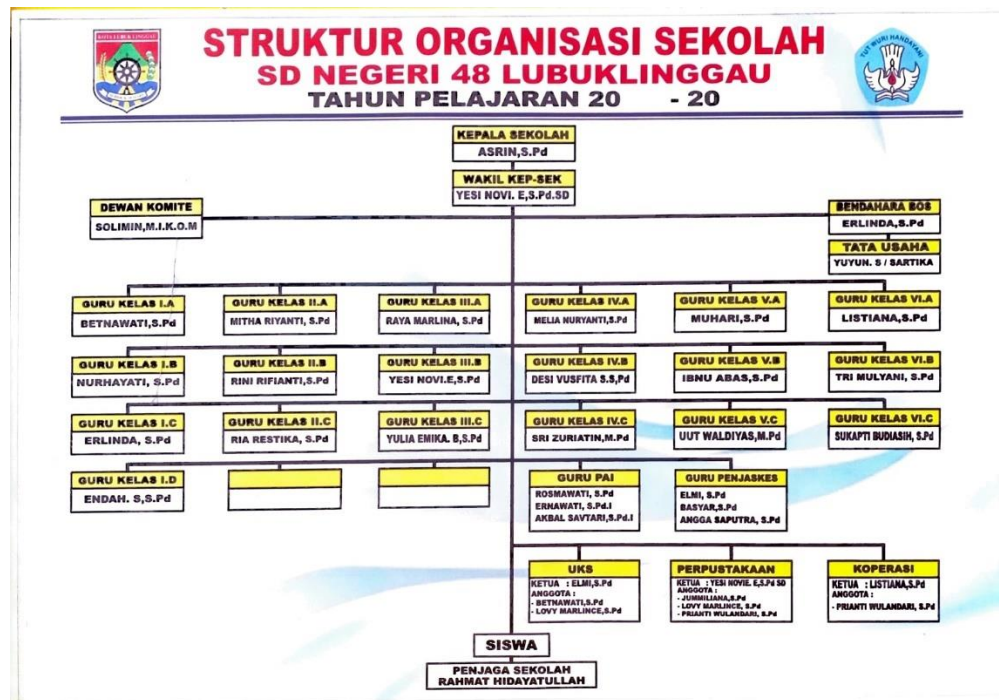 KOTA LUBUK LINGGAU
STRUKTUR ORGANISASI SEKOLAH
SD NEGERI 48 LUBUKLINGGAU
TAHUN PELAJARAN 20 - 20
TUT WURI HANDAYANI
KEPALA SEKOLAH
ASRIN,S.Pd
WAKIL KEP-SEK
YESI NOVI. E,S.Pd.SD
DEWAN KOMITE
SOLIMIN,M.I.K.O.M
BENDAHARA BOS
ERLINDA,S.Pd
TATA USAHA
YUYUN. S / SARTIKA
GURU KELAS I.A
BETNAWATI,S.Pd
GURU KELAS II.A
MITHA RIYANTI, S.Pd
GURU KELAS III.A
RAYA MARLINA, S.Pd
GURU KELAS IV.A
MELIA NURYANTI,S.Pd
GURU KELAS V.A
MUHARI,S.Pd
GURU KELAS VI.A
LISTIANA,S.Pd
GURU KELAS I.B
NURHAYATI, S.Pd
GURU KELAS II.B
RINI RIFIANTI,S.Pd
GURU KELAS III.B
YESI NOVI.E,S.Pd
GURU KELAS IV.B
DESI VUSFITA S.S,Pd
GURU KELAS V.B
IBNU ABAS,S.Pd
GURU KELAS VI.B
TRI MULYANI, S.Pd
GURU KELAS I.C
ERLINDA, S.Pd
GURU KELAS II.C
RIA RESTIKA, S.Pd
GURU KELAS III.C
YULIA EMIKA. B,S.Pd
GURU KELAS IV.C
SRI ZURIATIN,M.Pd
GURU KELAS V.C
UUT WALDIYAS,M.Pd
GURU KELAS VI.C
SUKAPTI BUDIASIH, S.Pd
GURU KELAS I.D
ENDAH. S,S.Pd
GURU PAI
ROSMAWATI, S.Pd
ERNAWATI, S.Pd.I
AKBAL SAVTARI,S.Pd.I
GURU PENJASKES
ELMI, S.Pd
BASYAR,S.Pd
ANGGA SAPUTRA, S.Pd
UKS
KETUA : ELMI,S.Pd
ANGGOTA :
- BETNAWATI,S.Pd
- LOVY MARLINCE,S.Pd
PERPUSTAKAAN
KETUA : YESI NOVIE. E,S.Pd SD
ANGGOTA :
- JUMMILIANA,S.Pd
- LOVY MARLINCE, S.Pd
- PRIANTI WULANDARI, S.Pd
KOPERASI
KETUA : LISTIANA,S.Pd
ANGGOTA :
- PRIANTI WULANDARI, S.Pd
SISWA
PENJAGA SEKOLAH
RAHMAT HIDAYATULLAH